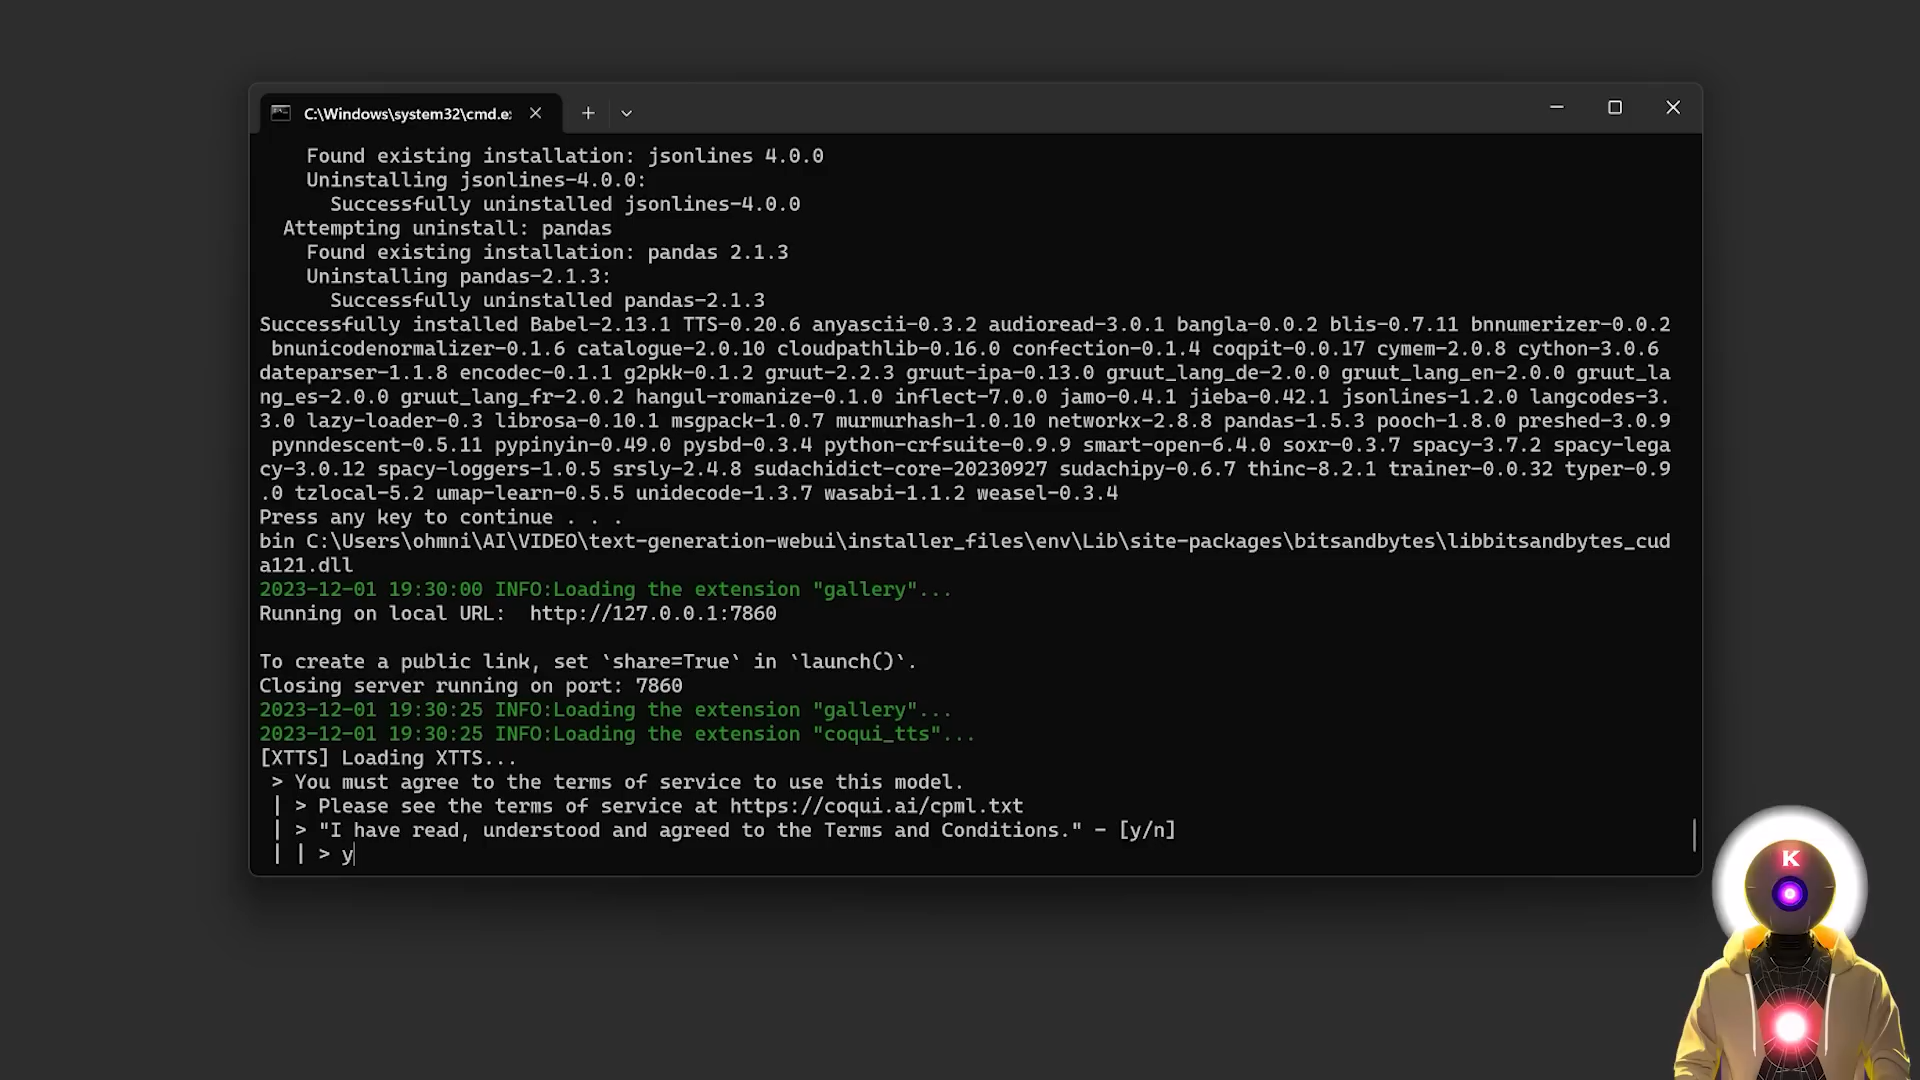 C:\Windows\system32\cmd.e:
Found existing installation: jsonlines 4.0.0
Uninstalling jsonlines-4.0.0:
Successfully uninstalled jsonlines-4.0.0
Attempting uninstall: pandas
Found existing installation: pandas 2.1.3
Uninstalling pandas-2.1.3:
Successfully uninstalled pandas-2.1.3
Successfully installed Babel-2.13.1 TTS-0.20.6 anyascii-0.3.2 audioread-3.0.1 bangla-0.0.2 blis-0.7.11 bnnumerizer-0.0.2
bnunicodenormalizer-0.1.6 catalogue-2.0.10 cloudpathlib-0.16.0 confection-0.1.4 coqpit-0.0.17 cymem-2.0.8 cython-3.0.6
dateparser-1.1.8 encodec-0.1.1 g2pkk-0.1.2 gruut-2.2.3 gruut-ipa-0.13.0 gruut_lang_de-2.0.0 gruut_lang_en-2.0.0 gruut_la
ng_es-2.0.0 gruut_lang_fr-2.0.2 hangul-romanize-0.1.0 inflect-7.0.0 jamo-0.4.1 jieba-0.42.1 jsonlines-1.2.0 langcodes-3.
3.0 lazy-loader-0.3 librosa-0.10.1 msgpack-1.0.7 murmurhash-1.0.10 networkx-2.8.8 pandas-1.5.3 pooch-1.8.0 preshed-3.0.9
pynndescent-0.5.11 pypinyin-0.49.0 pysbd-0.3.4 python-crfsuite-0.9.9 smart-open-6.4.0 soxr-0.3.7 spacy-3.7.2 spacy-lega
cy-3.0.12 spacy-loggers-1.0.5 srsly-2.4.8 sudachidict-core-20230927 sudachipy-0.6.7 thinc-8.2.1 trainer-0.0.32 typer-0.9
.0 tzlocal-5.2 umap-learn-0.5.5 unidecode-1.3.7 wasabi-1.1.2 weasel-0.3.4
Press any key to continue . . .
bin C:\Users\ohmni\AI\VIDEO\text-generation-webui\installer_files\env\Lib\site-packages\bitsandbytes\libbitsandbytes_cud
a121.dll
2023-12-01 19:30:00 INFO:Loading the extension "gallery"...
Running on local URL:  http://127.0.0.1:7860
To create a public link, set `share=True` in `launch()`.
Closing server running on port: 7860
2023-12-01 19:30:25 INFO:Loading the extension "gallery"...
2023-12-01 19:30:25 INFO:Loading the extension "coqui_tts"...
[XTTS] Loading XTTS...
> You must agree to the terms of service to use this model.
| > Please see the terms of service at https://coqui.ai/cpml.txt
| > "I have read, understood and agreed to the Terms and Conditions." - [y/n]
| | > y
K